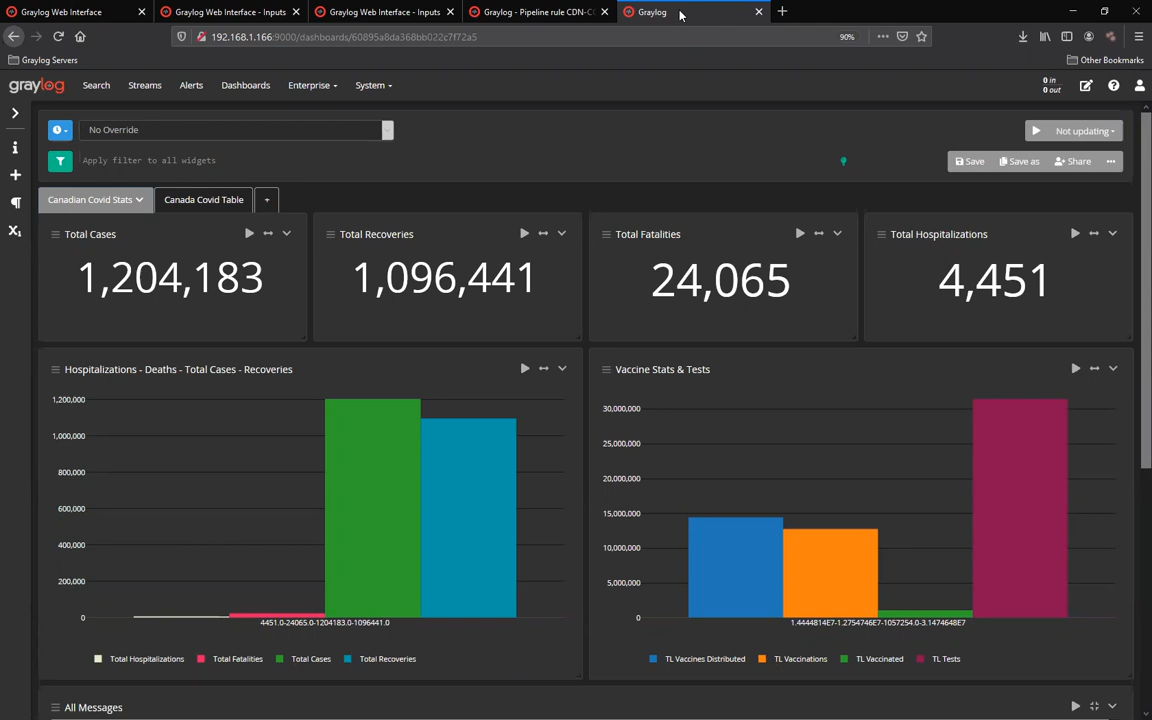 Graylog Web Interface
Graylog Web Interface - Inputs
Graylog Web Interface - Inputs
Graylog - Pipeline rule CDN-C
Graylog
192.168.1.166:9000/dashboards/60895a8da368bb022c7f72a5
90%
Graylog Servers
Other Bookmarks
graylog
Search
Streams
Alerts
Dashboards
Enterprise
System
0 in
0 out
No Override
Not updating
Apply filter to all widgets
Save
Save as
Share
Canadian Covid Stats
Canada Covid Table
+
Total Cases
Total Recoveries
Total Fatalities
Total Hospitalizations
1,204,183
1,096,441
24,065
4,451
Hospitalizations - Deaths - Total Cases - Recoveries
1,200,000
1,000,000
800,000
600,000
400,000
200,000
0
4451.0-24065.0-1204183.0-1096441.0
Total Hospitalizations
Total Fatalities
Total Cases
Total Recoveries
Vaccine Stats & Tests
30,000,000
25,000,000
20,000,000
15,000,000
10,000,000
5,000,000
0
1.4444814E7-1.2754746E7-1057254.0-3.1474648E7
TL Vaccines Distributed
TL Vaccinations
TL Vaccinated
TL Tests
All Messages